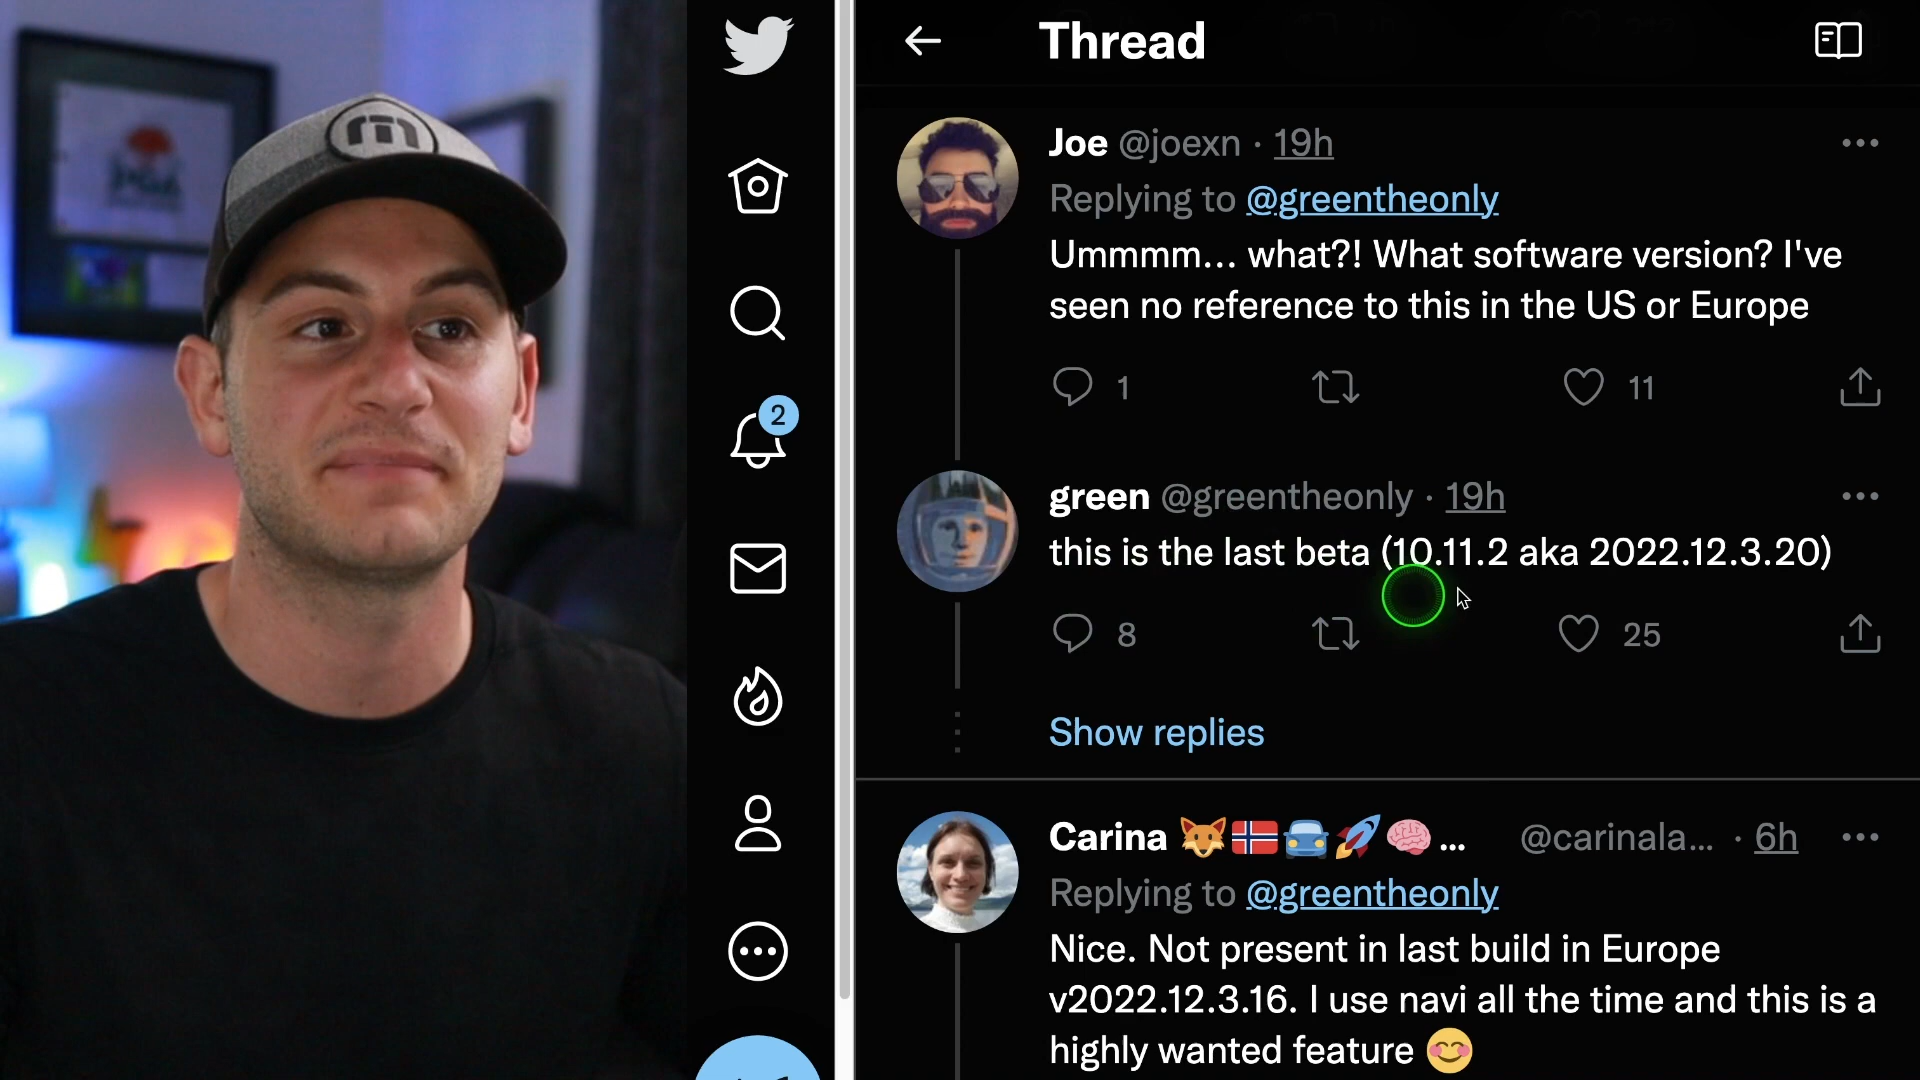 Thread
Joe @joexn · 19h
Replying to @greentheonly
Ummmm... what?! What software version? I've
seen no reference to this in the US or Europe
1
11
2
green @greentheonly · 19h
this is the last beta (10.11.2 aka 2022.12.3.20)
8
25
Show replies
Carina 🦊🇳🇴🚘🚀🧠... @carinala... · 6h
Replying to @greentheonly
Nice. Not present in last build in Europe
v2022.12.3.16. I use navi all the time and this is a
highly wanted feature 😊